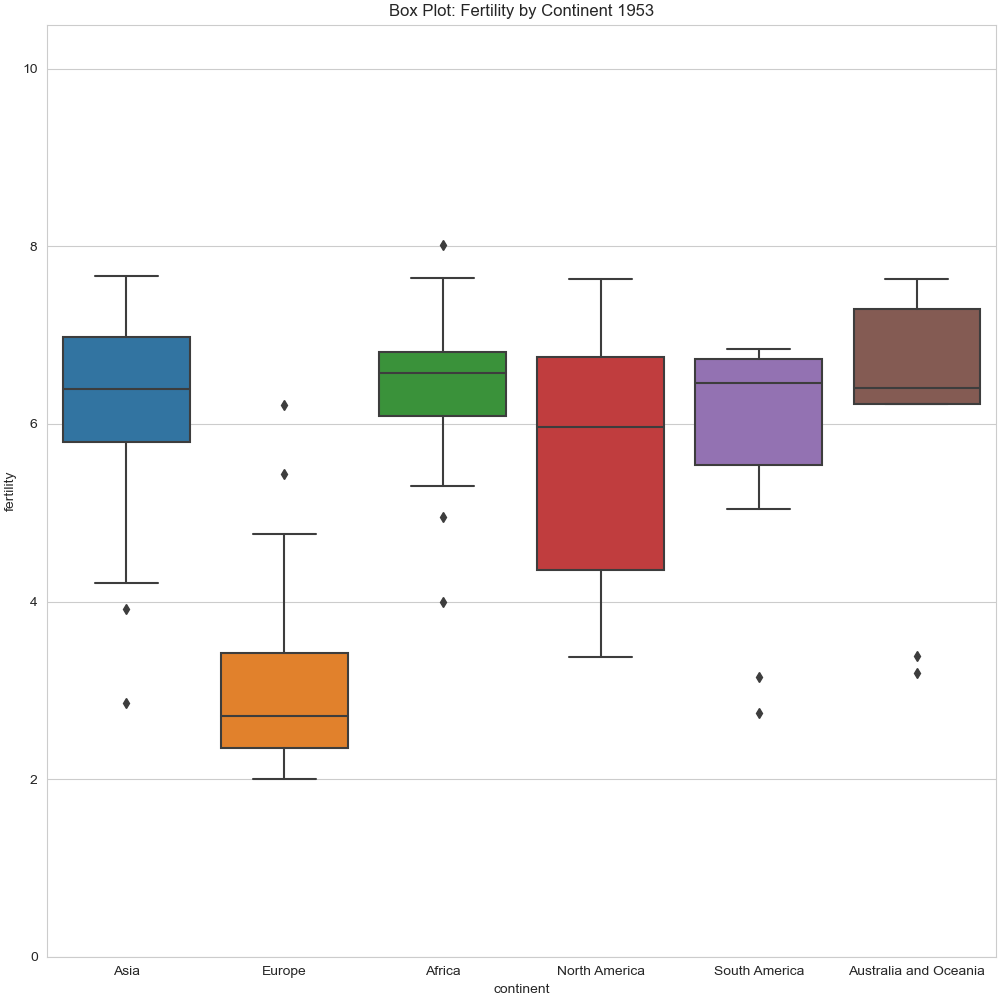 Box Plot: Fertility by Continent 1953
10
8
6
4
2
0
fertility
Asia
Europe
Africa
North America
South America
Australia and Oceania
continent